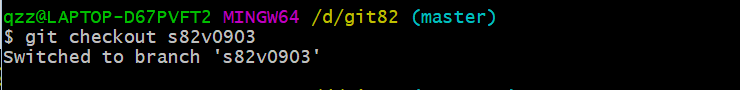 qzz@LAPTOP-D67PVFT2 MINGW64 /d/git82 (master)
$ git checkout s82v0903
Switched to branch 's82v0903'